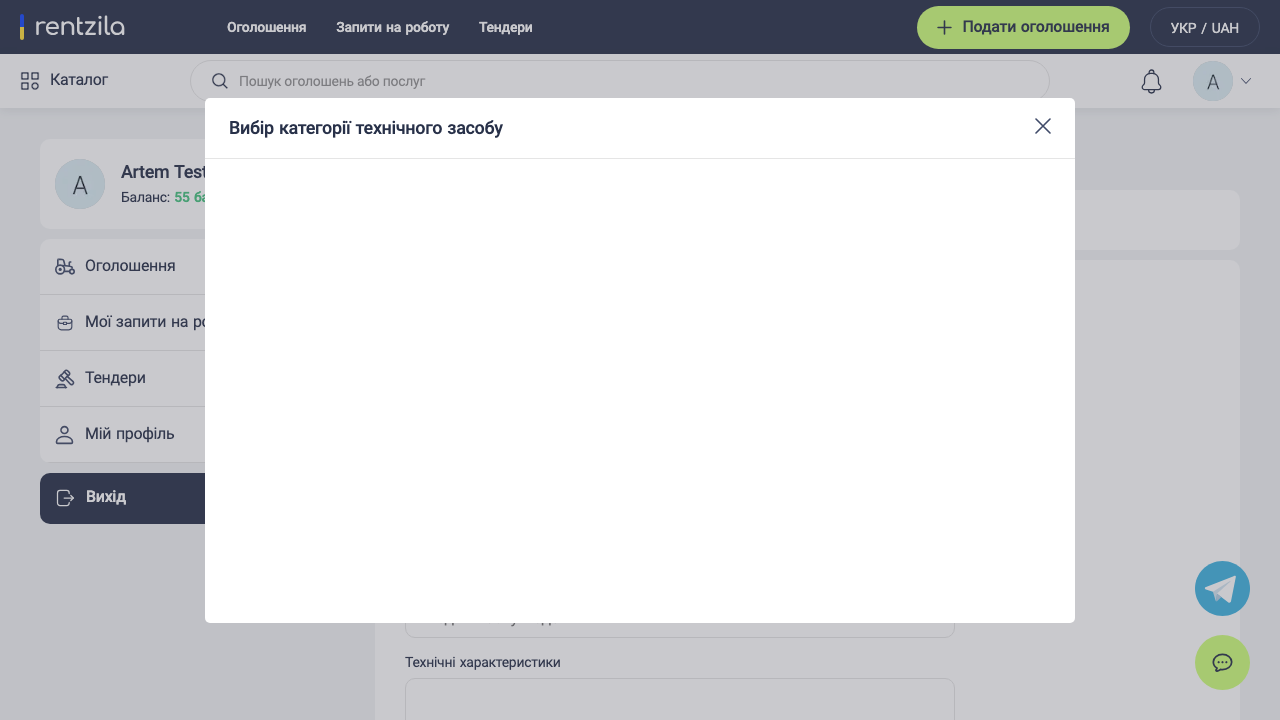 rentzila
Оголошення
Запити на роботу
Тендери
Подати оголошення
УКР / UAH
Каталог
Пошук оголошень або послуг
A
Вибір категорії технічного засобу
A
Artem Test
Баланс: 55 ба
Оголошення
Мої запити на ро
Тендери
Мій профіль
Вихід
Технічні характеристики